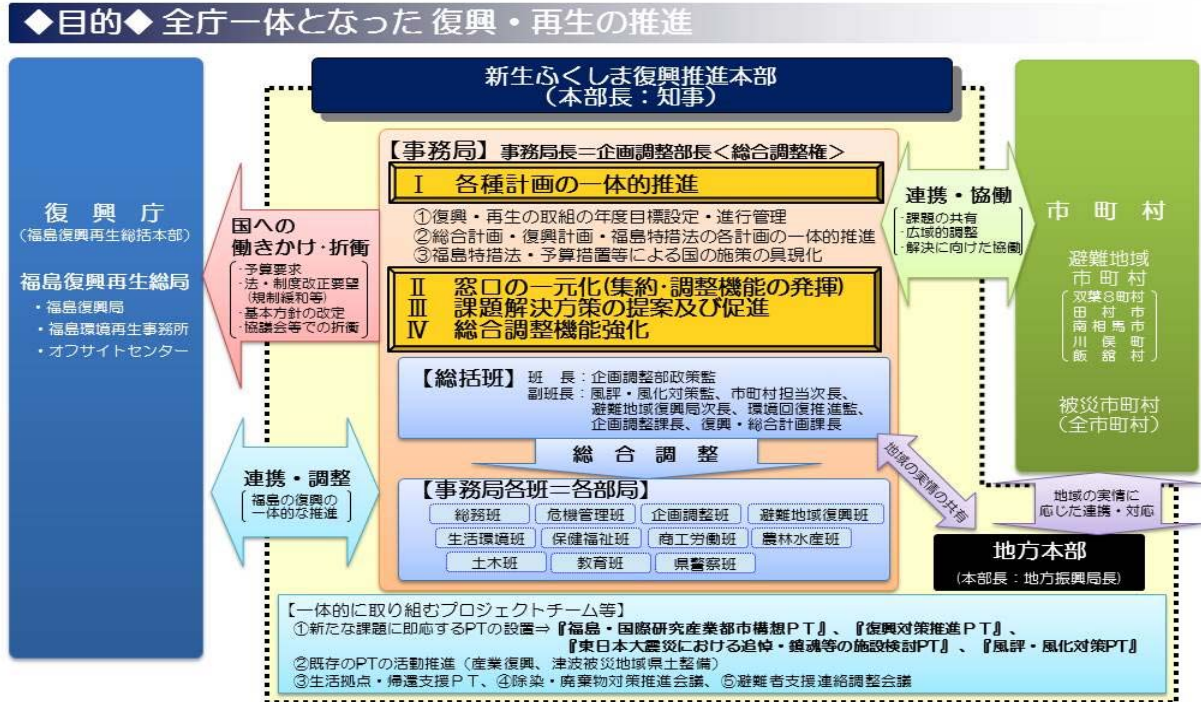 ◆目的◆ 全庁一体となった 復興・再生の推進
新生ふくしま復興推進本部
（本部長：知事）
復　興　庁
（福島復興再生総括本部）
福島復興再生総局
・福島復興局
・福島環境再生事務所
・オフサイトセンター
国への
働きかけ・折衝
・予算要求
・法・制度改正要望
（規制緩和等）
・基本方針の改定
・協議会等での折衝
連携・調整
福島の復興の
一体的な推進
【事務局】 事務局長＝企画調整部長＜総合調整権＞
Ⅰ　各種計画の一体的推進
①復興・再生の取組の年度目標設定・進行管理
②総合計画・復興計画・福島特措法の各計画の一体的推進
③福島特措法・予算措置等による国の施策の具現化
Ⅱ　窓口の一元化（集約・調整機能の発揮）
Ⅲ　課題解決方策の提案及び促進
Ⅳ　総合調整機能強化
【総括班】 班　長：企画調整部政策監
副班長：風評・風化対策監、市町村担当次長、
避難地域復興局次長、環境回復推進監、
企画調整課長、復興・総合計画課長
総　合　調　整
【事務局各班＝各部局】
総務班　危機管理班　企画調整班　避難地域復興班
生活環境班　保健福祉班　商工労働班　農林水産班
土木班　教育班　県警察班
連携・協働
・課題の共有
・広域的調整
・解決に向けた協働
市　町　村
避難地域
市町村
双葉８町村
田　村　市
南相馬市
川　俣　町
飯　舘　村
被災市町村
（全市町村）
地域の実情の共有
地域の実情に
応じた連携・対応
地方本部
（本部長：地方振興局長）
【一体的に取り組むプロジェクトチーム等】
①新たな課題に即応するPTの設置⇒『福島・国際研究産業都市構想ＰＴ』、『復興対策推進ＰＴ』、
『東日本大震災における追悼・鎮魂等の施設検討PT』、『風評・風化対策PT』
②既存のPTの活動推進（産業復興、津波被災地域県土整備）
③生活拠点・帰還支援ＰＴ、④除染・廃棄物対策推進会議、⑤避難者支援連絡調整会議